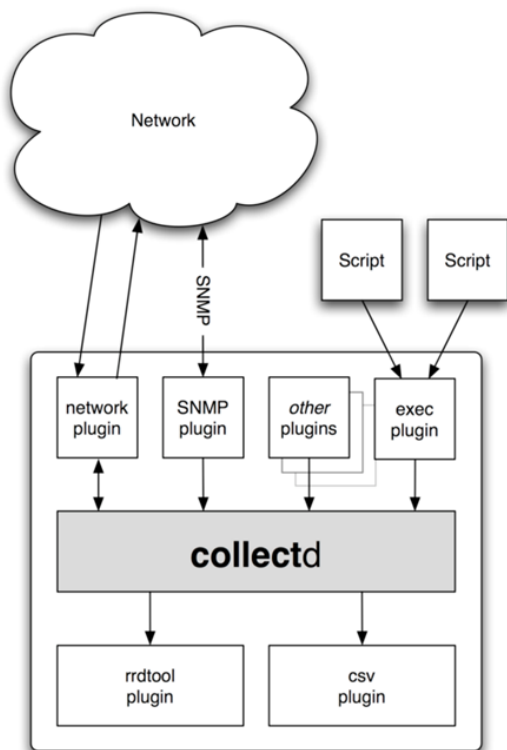 Network
SNMP
Script
Script
network
plugin
SNMP
plugin
other
plugins
exec
plugin
collectd
rrdtool
plugin
csv
plugin